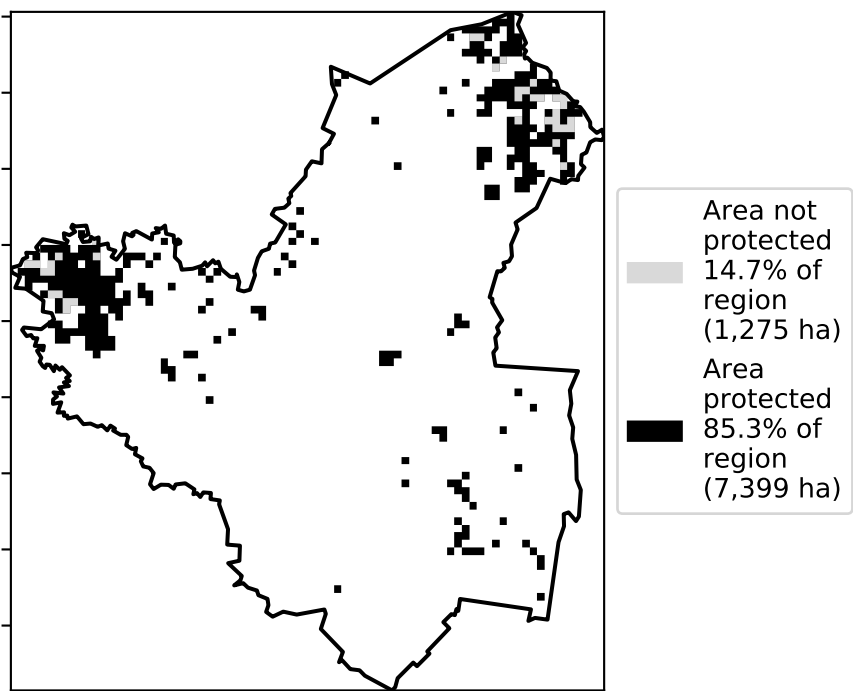 Area not
protected
14.7% of
region
(1,275 ha)
Area
protected
85.3% of
region
(7,399 ha)